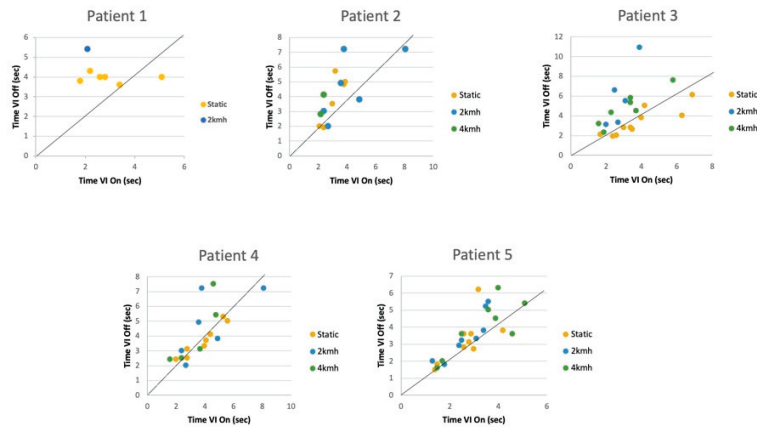 Patient 1
6
5
4
3
2
1
0
0 2 4 6
Time VI Off (sec)
Time VI On (sec)
Static
2kmh
Patient 2
8
7
6
5
4
3
2
1
0
0 2 4 6 8 10
Time VI Off (sec)
Time VI On (sec)
Static
2kmh
4kmh
Patient 3
12
10
8
6
4
2
0
0 2 4 6 8
Time VI Off (sec)
Time VI On (sec)
Static
2kmh
4kmh
Patient 4
8
7
6
5
4
3
2
1
0
0 2 4 6 8 10
Time VI Off (sec)
Time VI On (sec)
Static
2kmh
4kmh
Patient 5
7
6
5
4
3
2
1
0
0 2 4 6
Time VI Off (sec)
Time VI On (sec)
Static
2kmh
4kmh